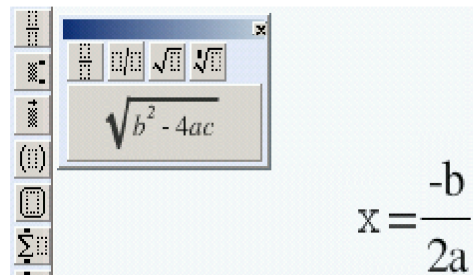 √b² - 4ac
x = -b/2a